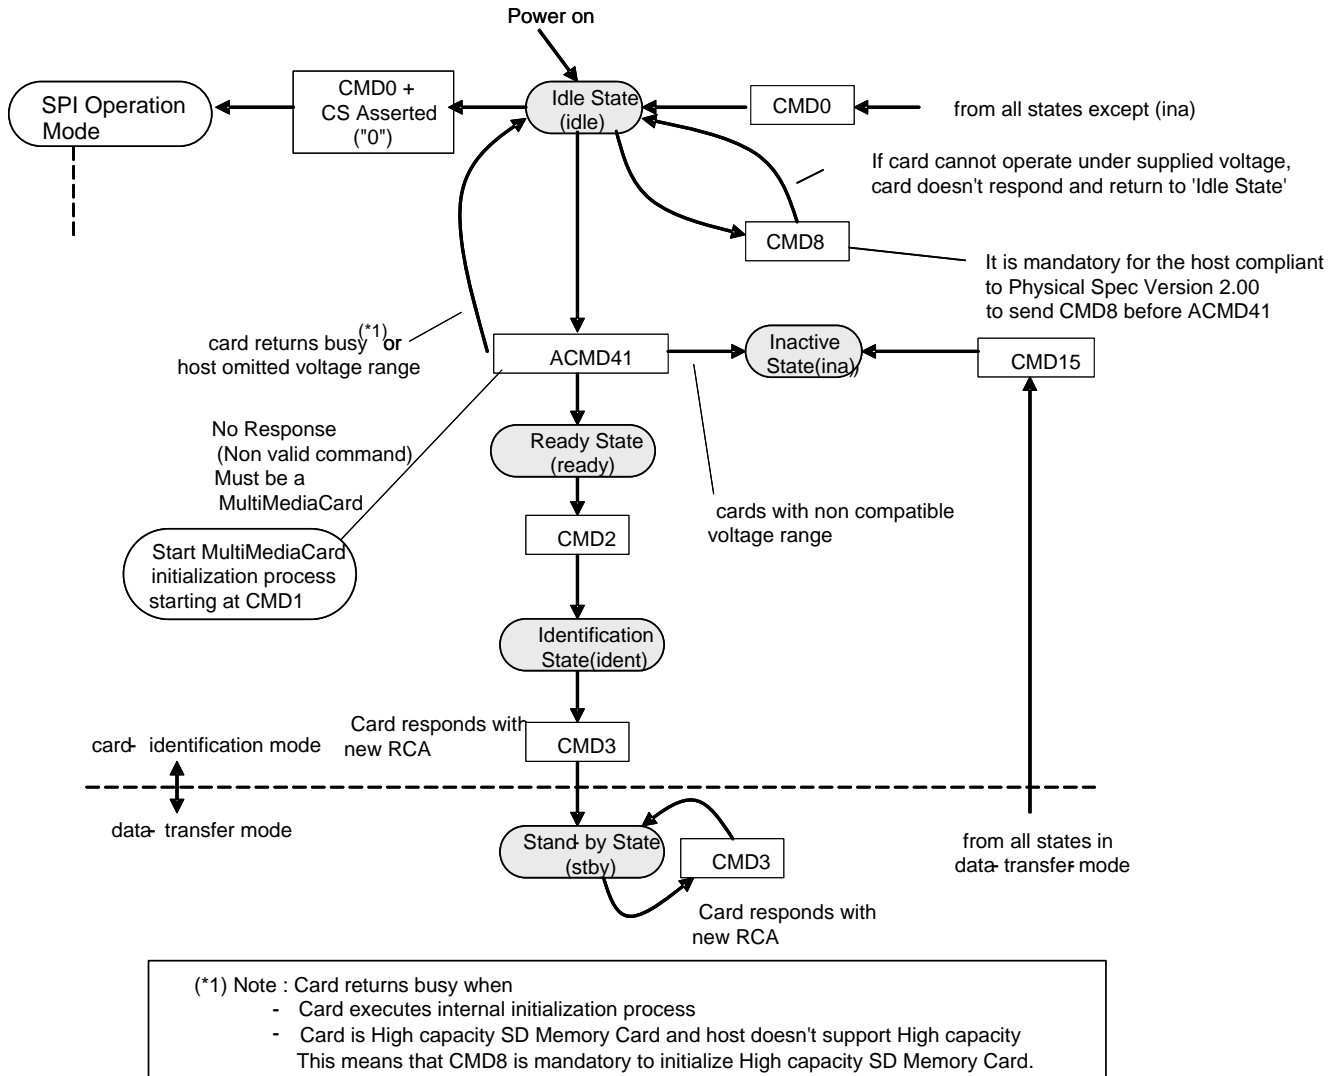 Power on
SPI Operation
Mode
CMD0 +
CS Asserted
("0")
Idle State
(idle)
CMD0
from all states except (ina)
If card cannot operate under supplied voltage,
card doesn't respond and return to 'Idle State'
CMD8
It is mandatory for the host compliant
to Physical Spec Version 2.00
to send CMD8 before ACMD41
card returns busy (*1) or
host omitted voltage range
ACMD41
Inactive
State(ina)
CMD15
No Response
(Non valid command)
Must be a
MultiMediaCard
Ready State
(ready)
cards with non compatible
voltage range
CMD2
Start MultiMediaCard
initialization process
starting at CMD1
Identification
State(ident)
Card responds with
new RCA
CMD3
card- identification mode
data- transfer mode
Stand- by State
(stby)
CMD3
from all states in
data- transfer mode
Card responds with
new RCA
(*1) Note : Card returns busy when
- Card executes internal initialization process
- Card is High capacity SD Memory Card and host doesn't support High capacity
This means that CMD8 is mandatory to initialize High capacity SD Memory Card.